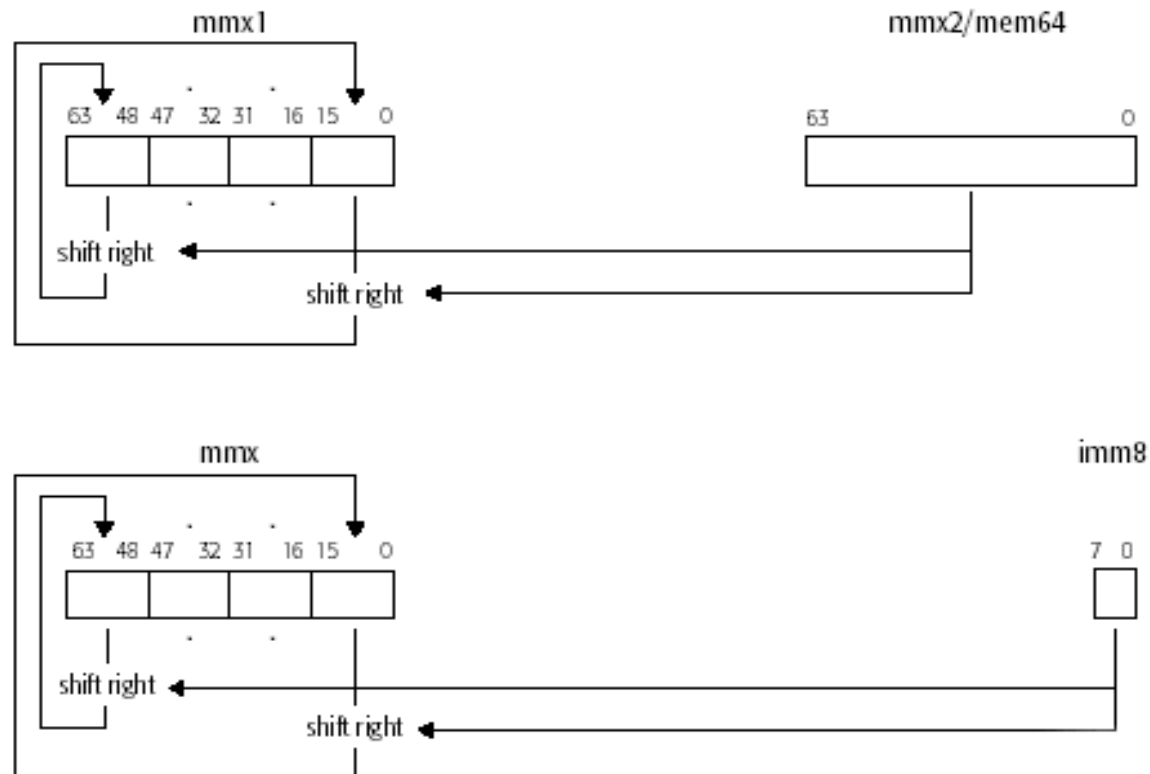 mmx1 mmx2/mem64
63 48 47 32 31 16 15 0 63 0
shift right
shift right
mmx imm8
63 48 47 32 31 16 15 0 7 0
shift right
shift right